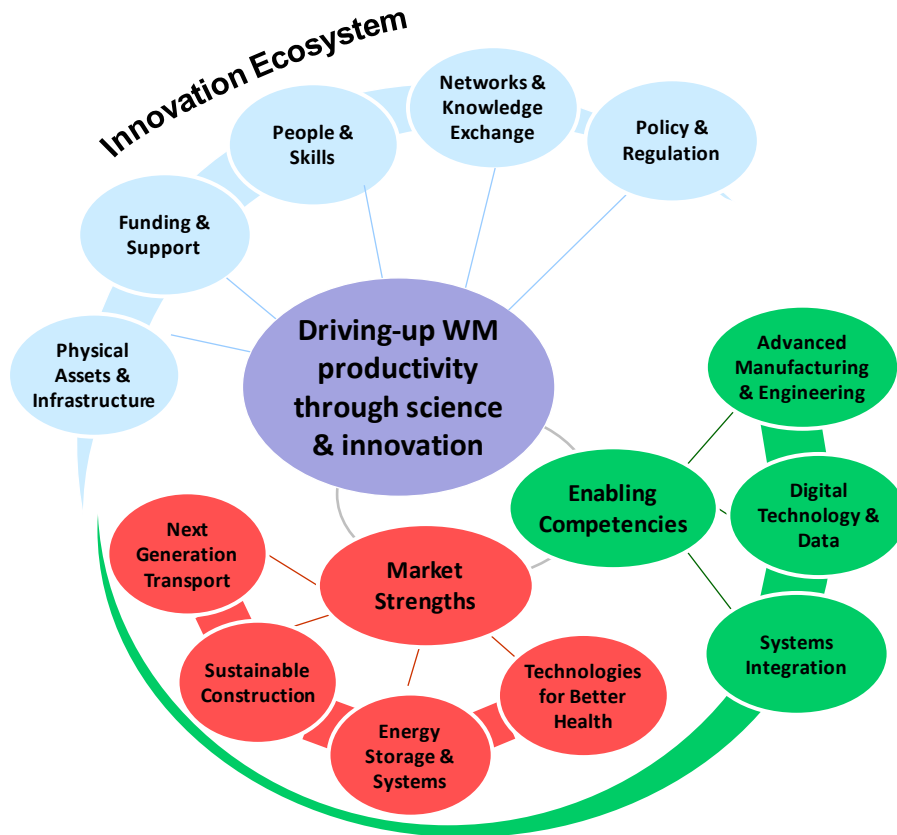 Innovation Ecosystem
Networks &
Knowledge
Exchange
People &
Skills
Policy &
Regulation
Funding &
Support
Physical
Assets &
Infrastructure
Driving-up WM
productivity
through science
& innovation
Advanced
Manufacturing
& Engineering
Enabling
Competencies
Digital
Technology &
Data
Systems
Integration
Market
Strengths
Next
Generation
Transport
Sustainable
Construction
Energy
Storage &
Systems
Technologies
for Better
Health